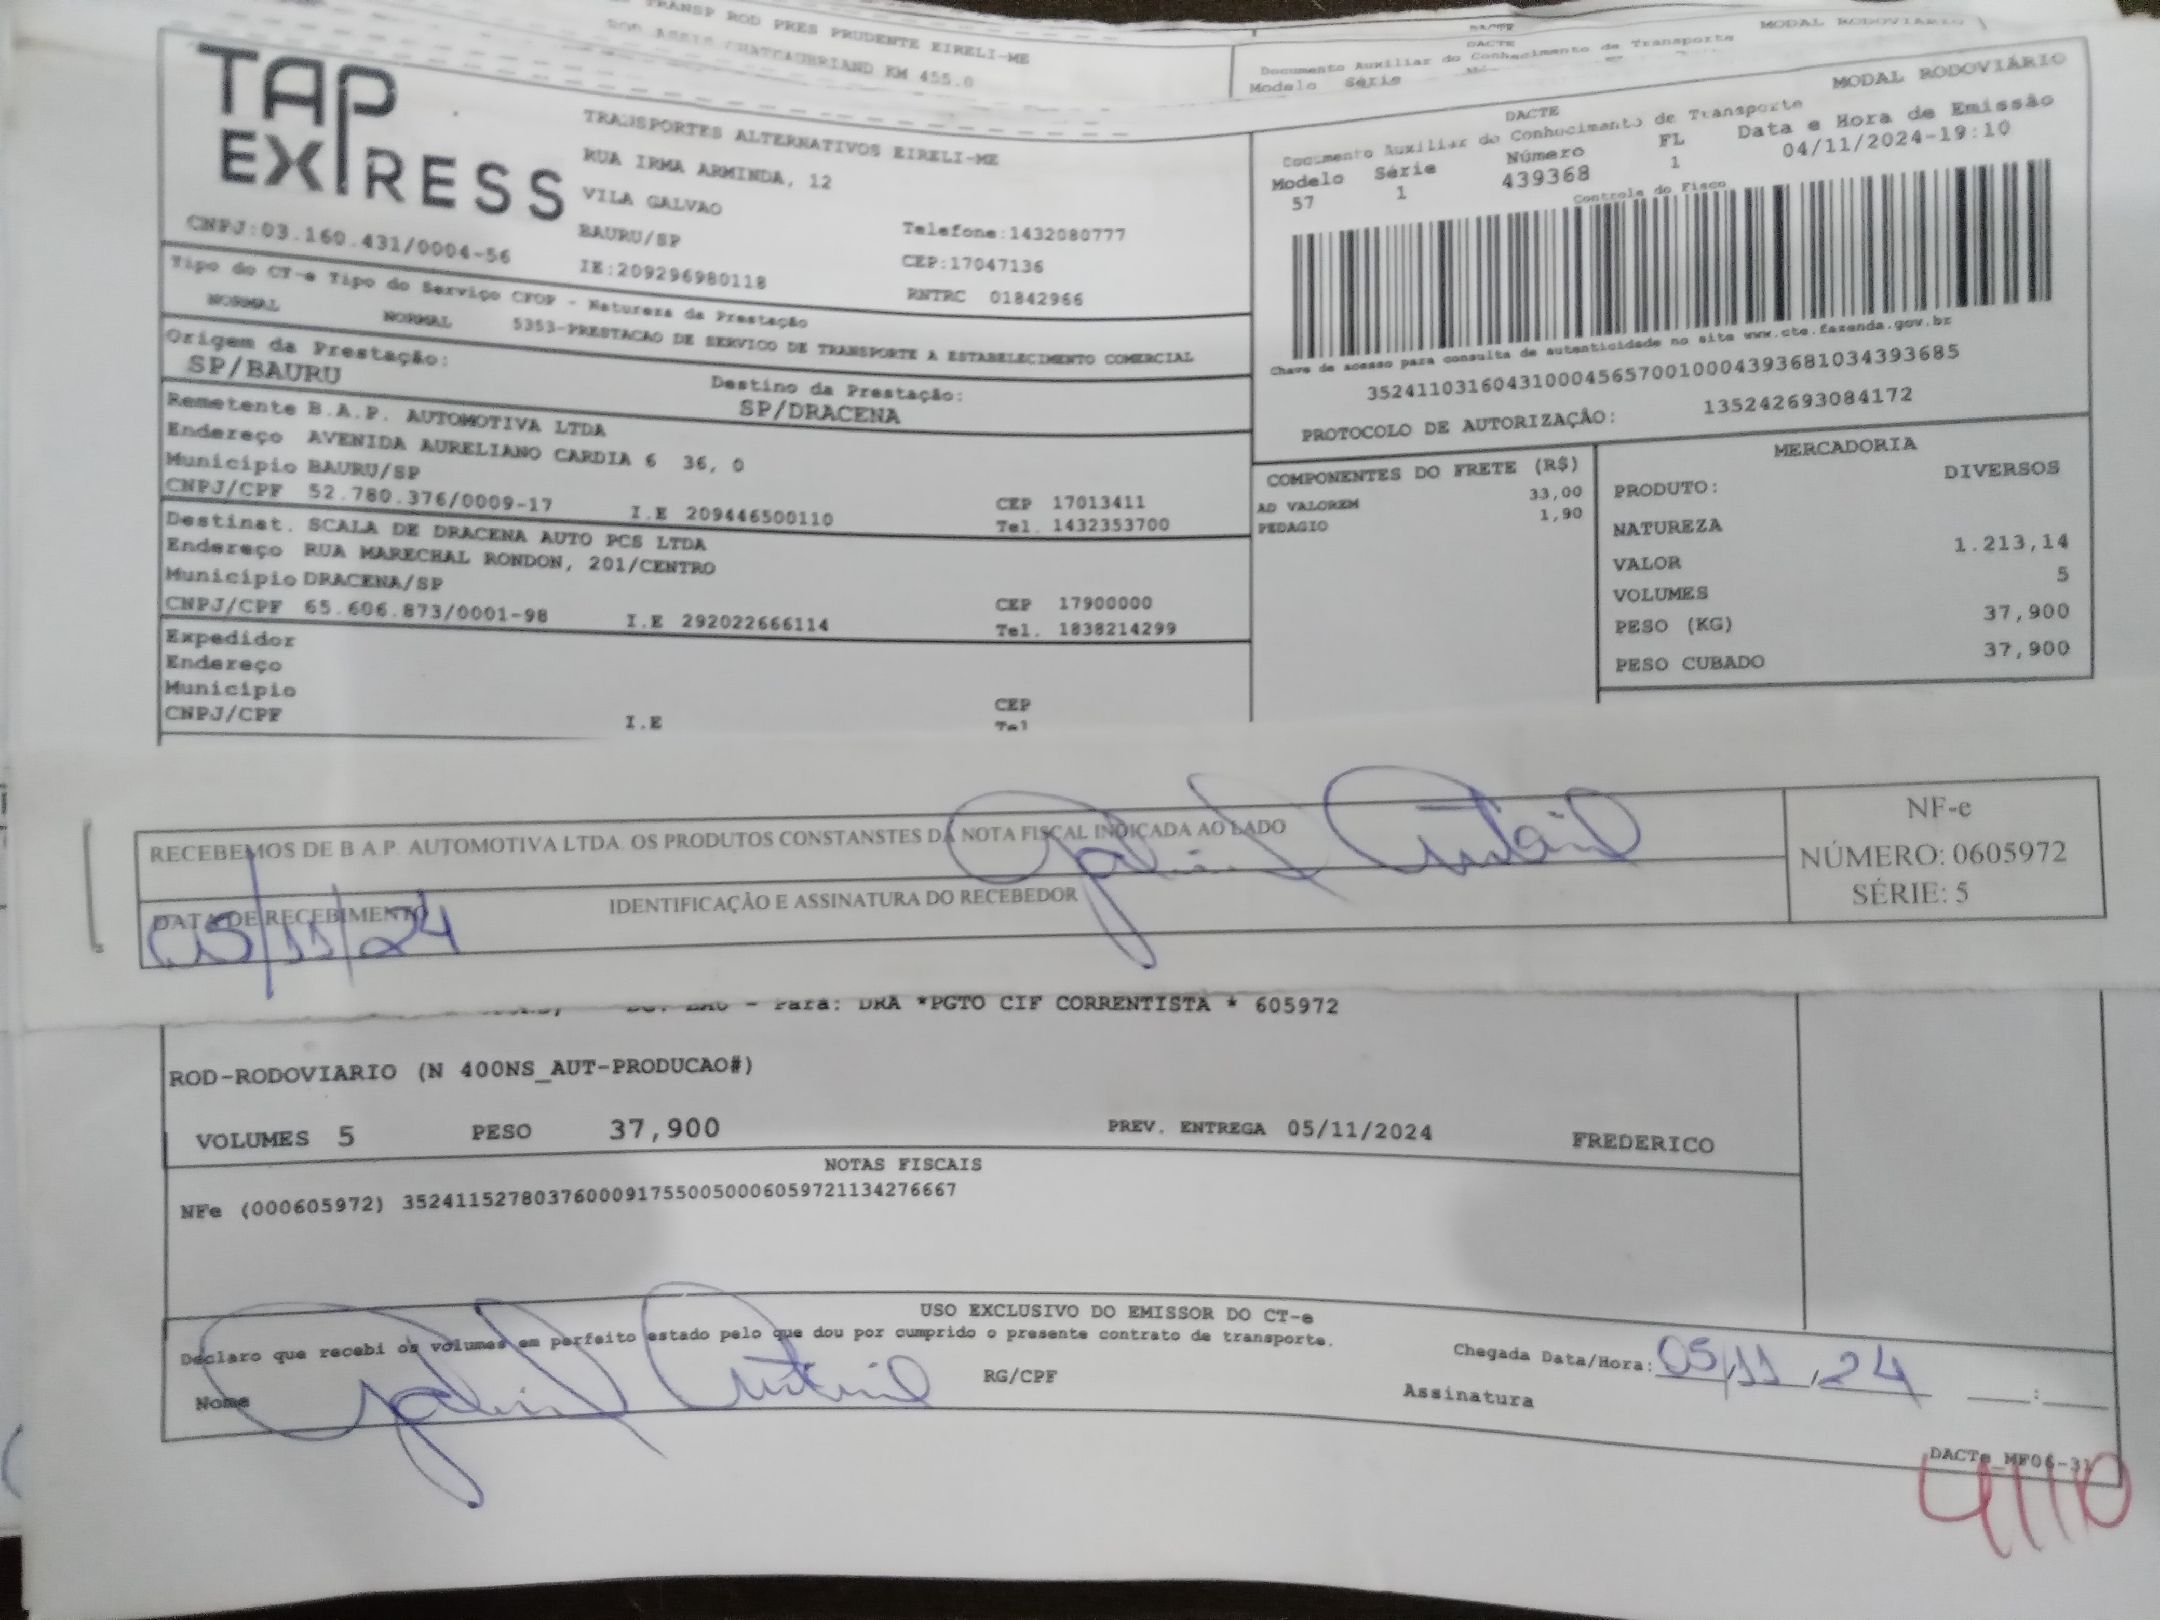 TRANSP ROD PRES PRUDENTE EIRELI-ME
ROD ASSIS CHATEAUBRIAND KM 455.0
DACTE
MODAL RODOVIÁRIO
Documento Auxiliar do Conhecimento de Transporte
Modelo Série
TAP EXPRESS
CNPJ:03.160.431/0004-56
TRANSPORTES ALTERNATIVOS EIRELI-ME
RUA IRMA ARMINDA, 12
VILA GALVAO
BAURU/SP
IE:209296980118
Telefone:1432080777
CEP:17047136
RNTRC 01842966
DACTE
MODAL RODOVIÁRIO
Documento Auxiliar do Conhecimento de Transporte
Modelo Série Número FL Data e Hora de Emissão
57 1 439368 1 04/11/2024-19:10
Controle do Fisco
Chave de acesso para consulta de autenticidade no site www.cte.fazenda.gov.br
35241103160431000456570010004393681034393685
PROTOCOLO DE AUTORIZAÇÃO: 135242693084172
Tipo do CT-e Tipo do Serviço CFOP - Natureza da Prestação
NORMAL NORMAL 5353-PRESTACAO DE SERVICO DE TRANSPORTE A ESTABELECIMENTO COMERCIAL
Origem da Prestação: Destino da Prestação:
SP/BAURU SP/DRACENA
Remetente B.A.P. AUTOMOTIVA LTDA
Endereço AVENIDA AURELIANO CARDIA 6 36, 0
Município BAURU/SP CEP 17013411
CNPJ/CPF 52.780.376/0009-17 I.E 209446500110 Tel. 1432353700
Destinat. SCALA DE DRACENA AUTO PCS LTDA
Endereço RUA MARECHAL RONDON, 201/CENTRO
Município DRACENA/SP CEP 17900000
CNPJ/CPF 65.606.873/0001-98 I.E 292022666114 Tel. 1838214299
Expedidor
Endereço
Município CEP
CNPJ/CPF I.E Tel
COMPONENTES DO FRETE (R$)
AD VALOREM 33,00
PEDAGIO 1,90
MERCADORIA
PRODUTO: DIVERSOS
NATUREZA
VALOR 1.213,14
VOLUMES 5
PESO (KG) 37,900
PESO CUBADO 37,900
RECEBEMOS DE B.A.P. AUTOMOTIVA LTDA. OS PRODUTOS CONSTANSTES DA NOTA FISCAL INDICADA AO LADO
DATA DE RECEBIMENTO IDENTIFICAÇÃO E ASSINATURA DO RECEBEDOR
05/11/24
NF-e
NÚMERO: 0605972
SÉRIE: 5
- Para: DRA *PGTO CIF CORRENTISTA * 605972
ROD-RODOVIARIO (N 400NS_AUT-PRODUCAO#)
VOLUMES 5 PESO 37,900 PREV. ENTREGA 05/11/2024 FREDERICO
NOTAS FISCAIS
NFe (000605972) 35241152780376000917550050006059721134276667
USO EXCLUSIVO DO EMISSOR DO CT-e
Declaro que recebi os volumes em perfeito estado pelo que dou por cumprido o presente contrato de transporte.
Nome RG/CPF
Chegada Data/Hora: 05/11/24 __:__
Assinatura
DACTe_MF06-31
4110